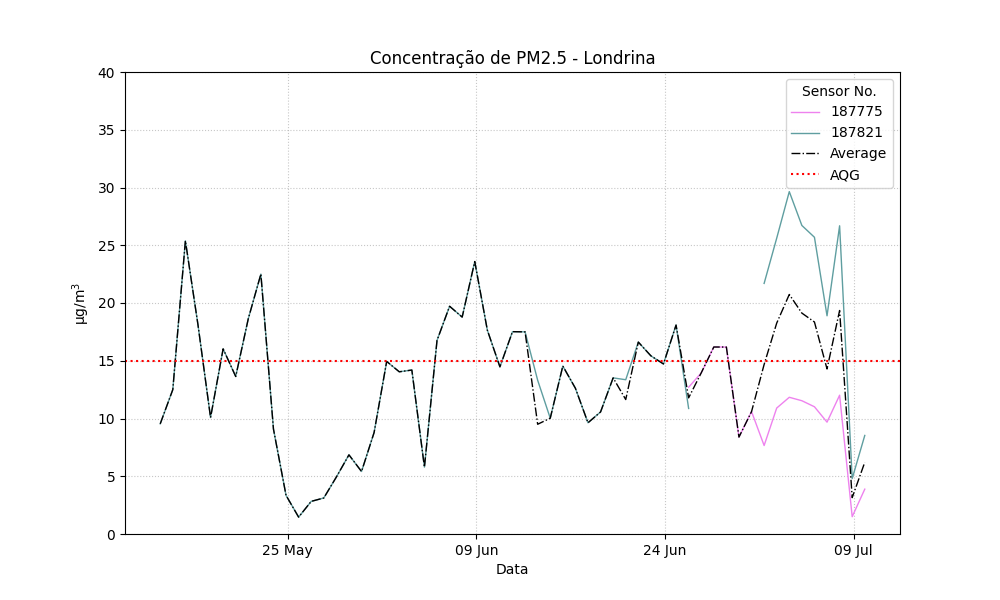 Concentração de PM2.5 - Londrina
40
35
30
25
20
15
10
5
0
µg/m³
25 May
09 Jun
24 Jun
09 Jul
Data
Sensor No.
187775
187821
Average
AQG